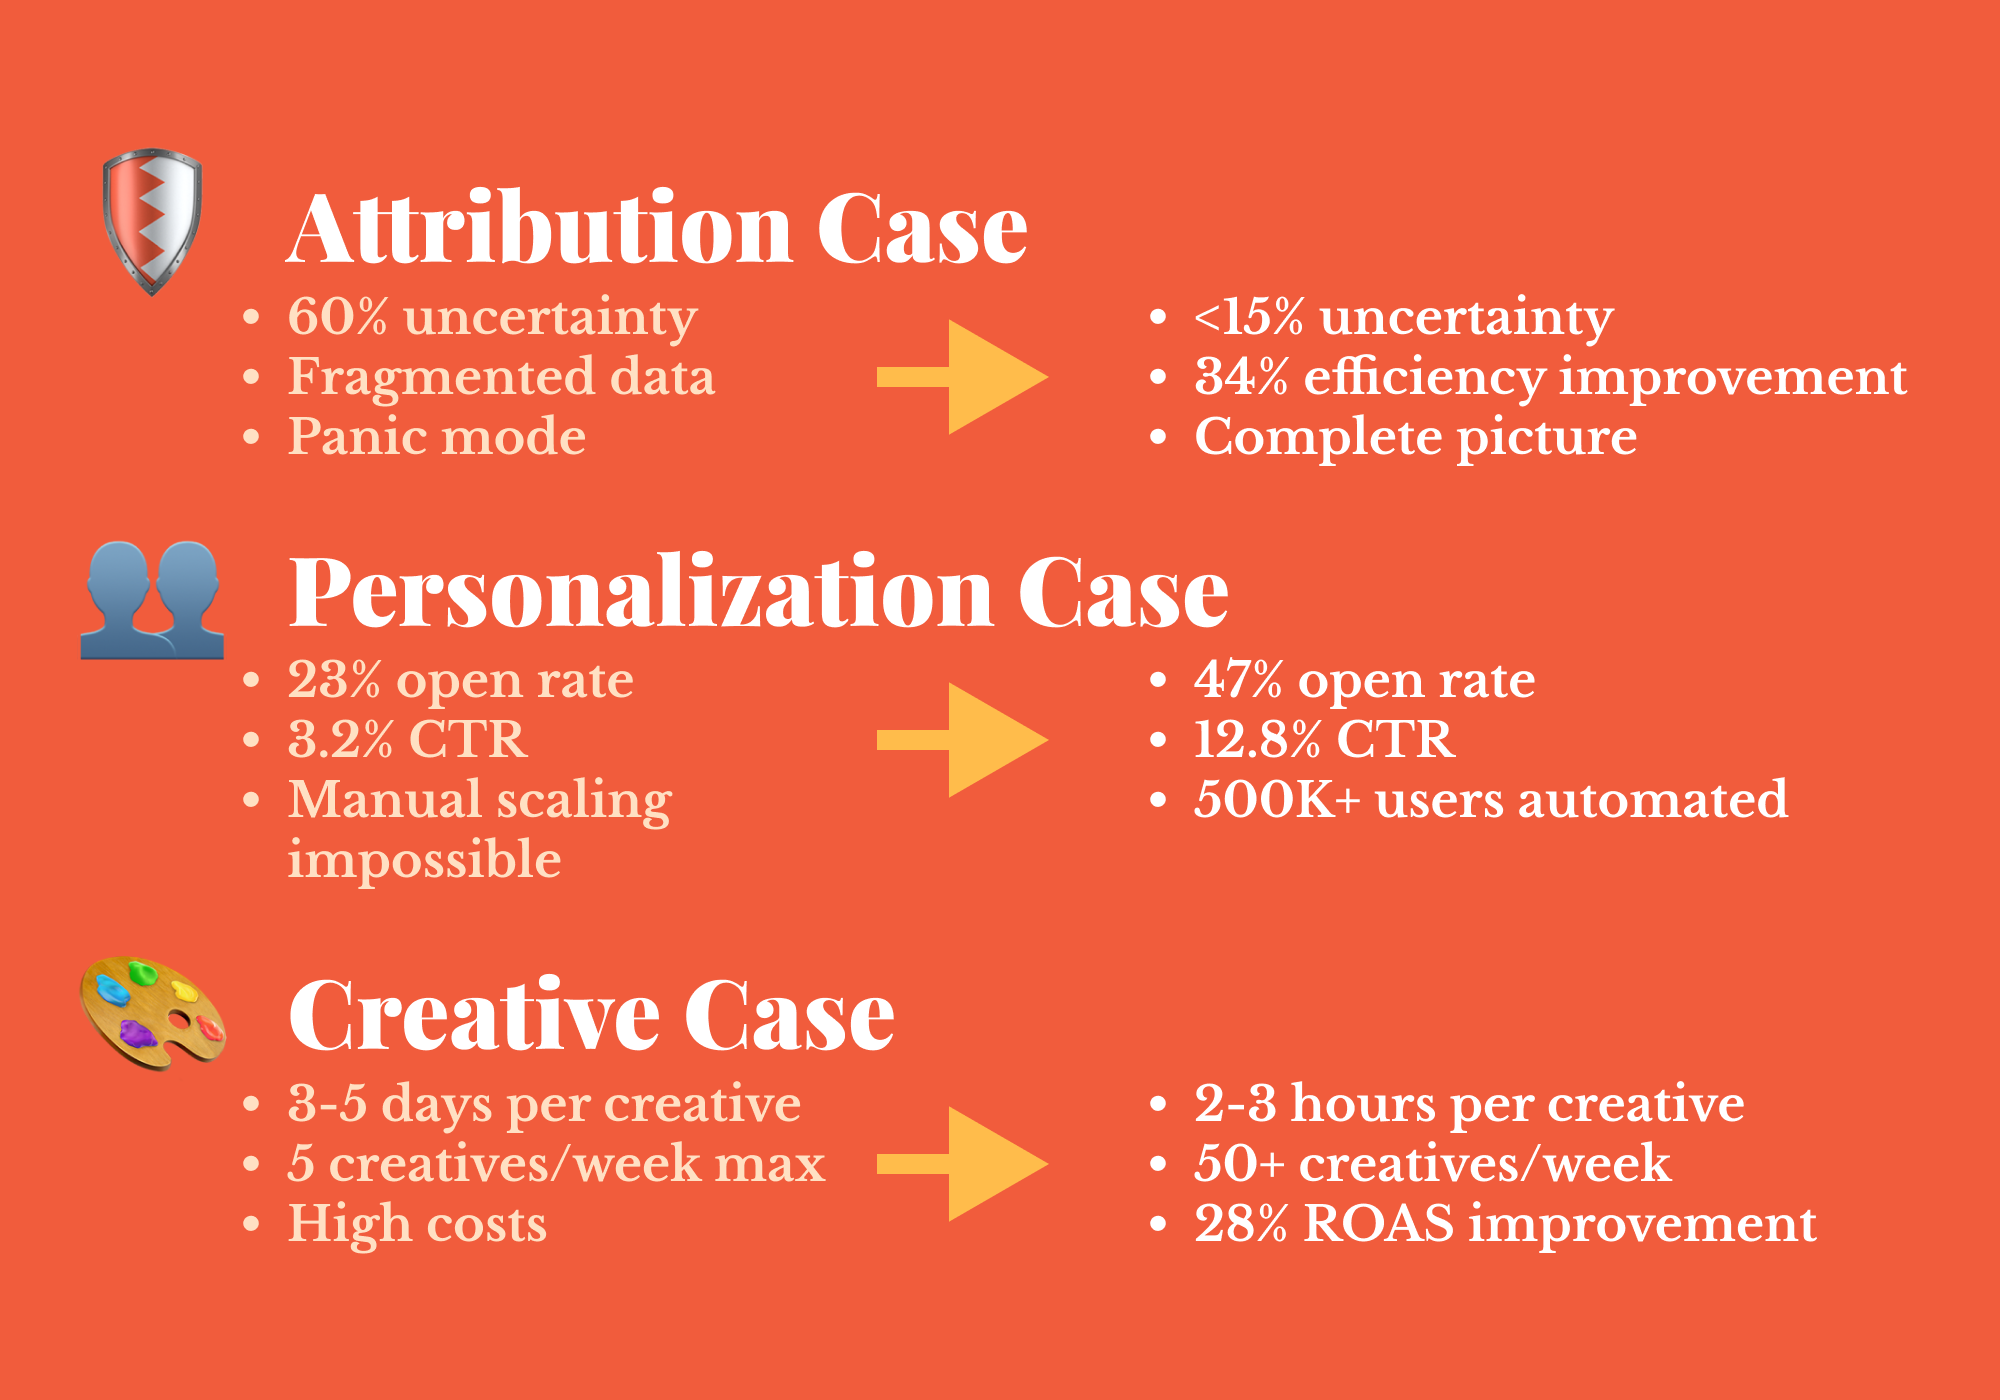 Attribution Case
• 60% uncertainty
• Fragmented data
• Panic mode
• <15% uncertainty
• 34% efficiency improvement
• Complete picture
Personalization Case
• 23% open rate
• 3.2% CTR
• Manual scaling
impossible
• 47% open rate
• 12.8% CTR
• 500K+ users automated
Creative Case
• 3-5 days per creative
• 5 creatives/week max
• High costs
• 2-3 hours per creative
• 50+ creatives/week
• 28% ROAS improvement